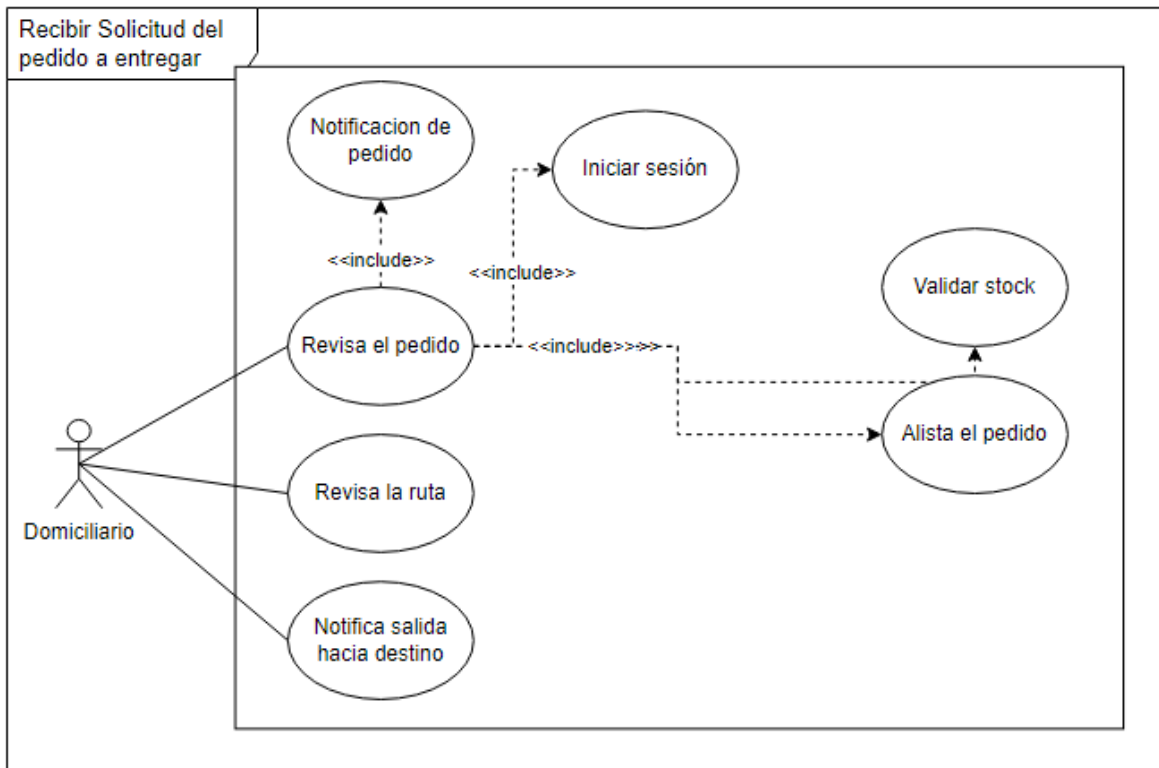 Recibir Solicitud del
pedido a entregar
Notificacion de
pedido
Iniciar sesión
<<include>>
<<include>>
Validar stock
Revisa el pedido
<<include>>>>
Alista el pedido
Revisa la ruta
Domiciliario
Notifica salida
hacia destino